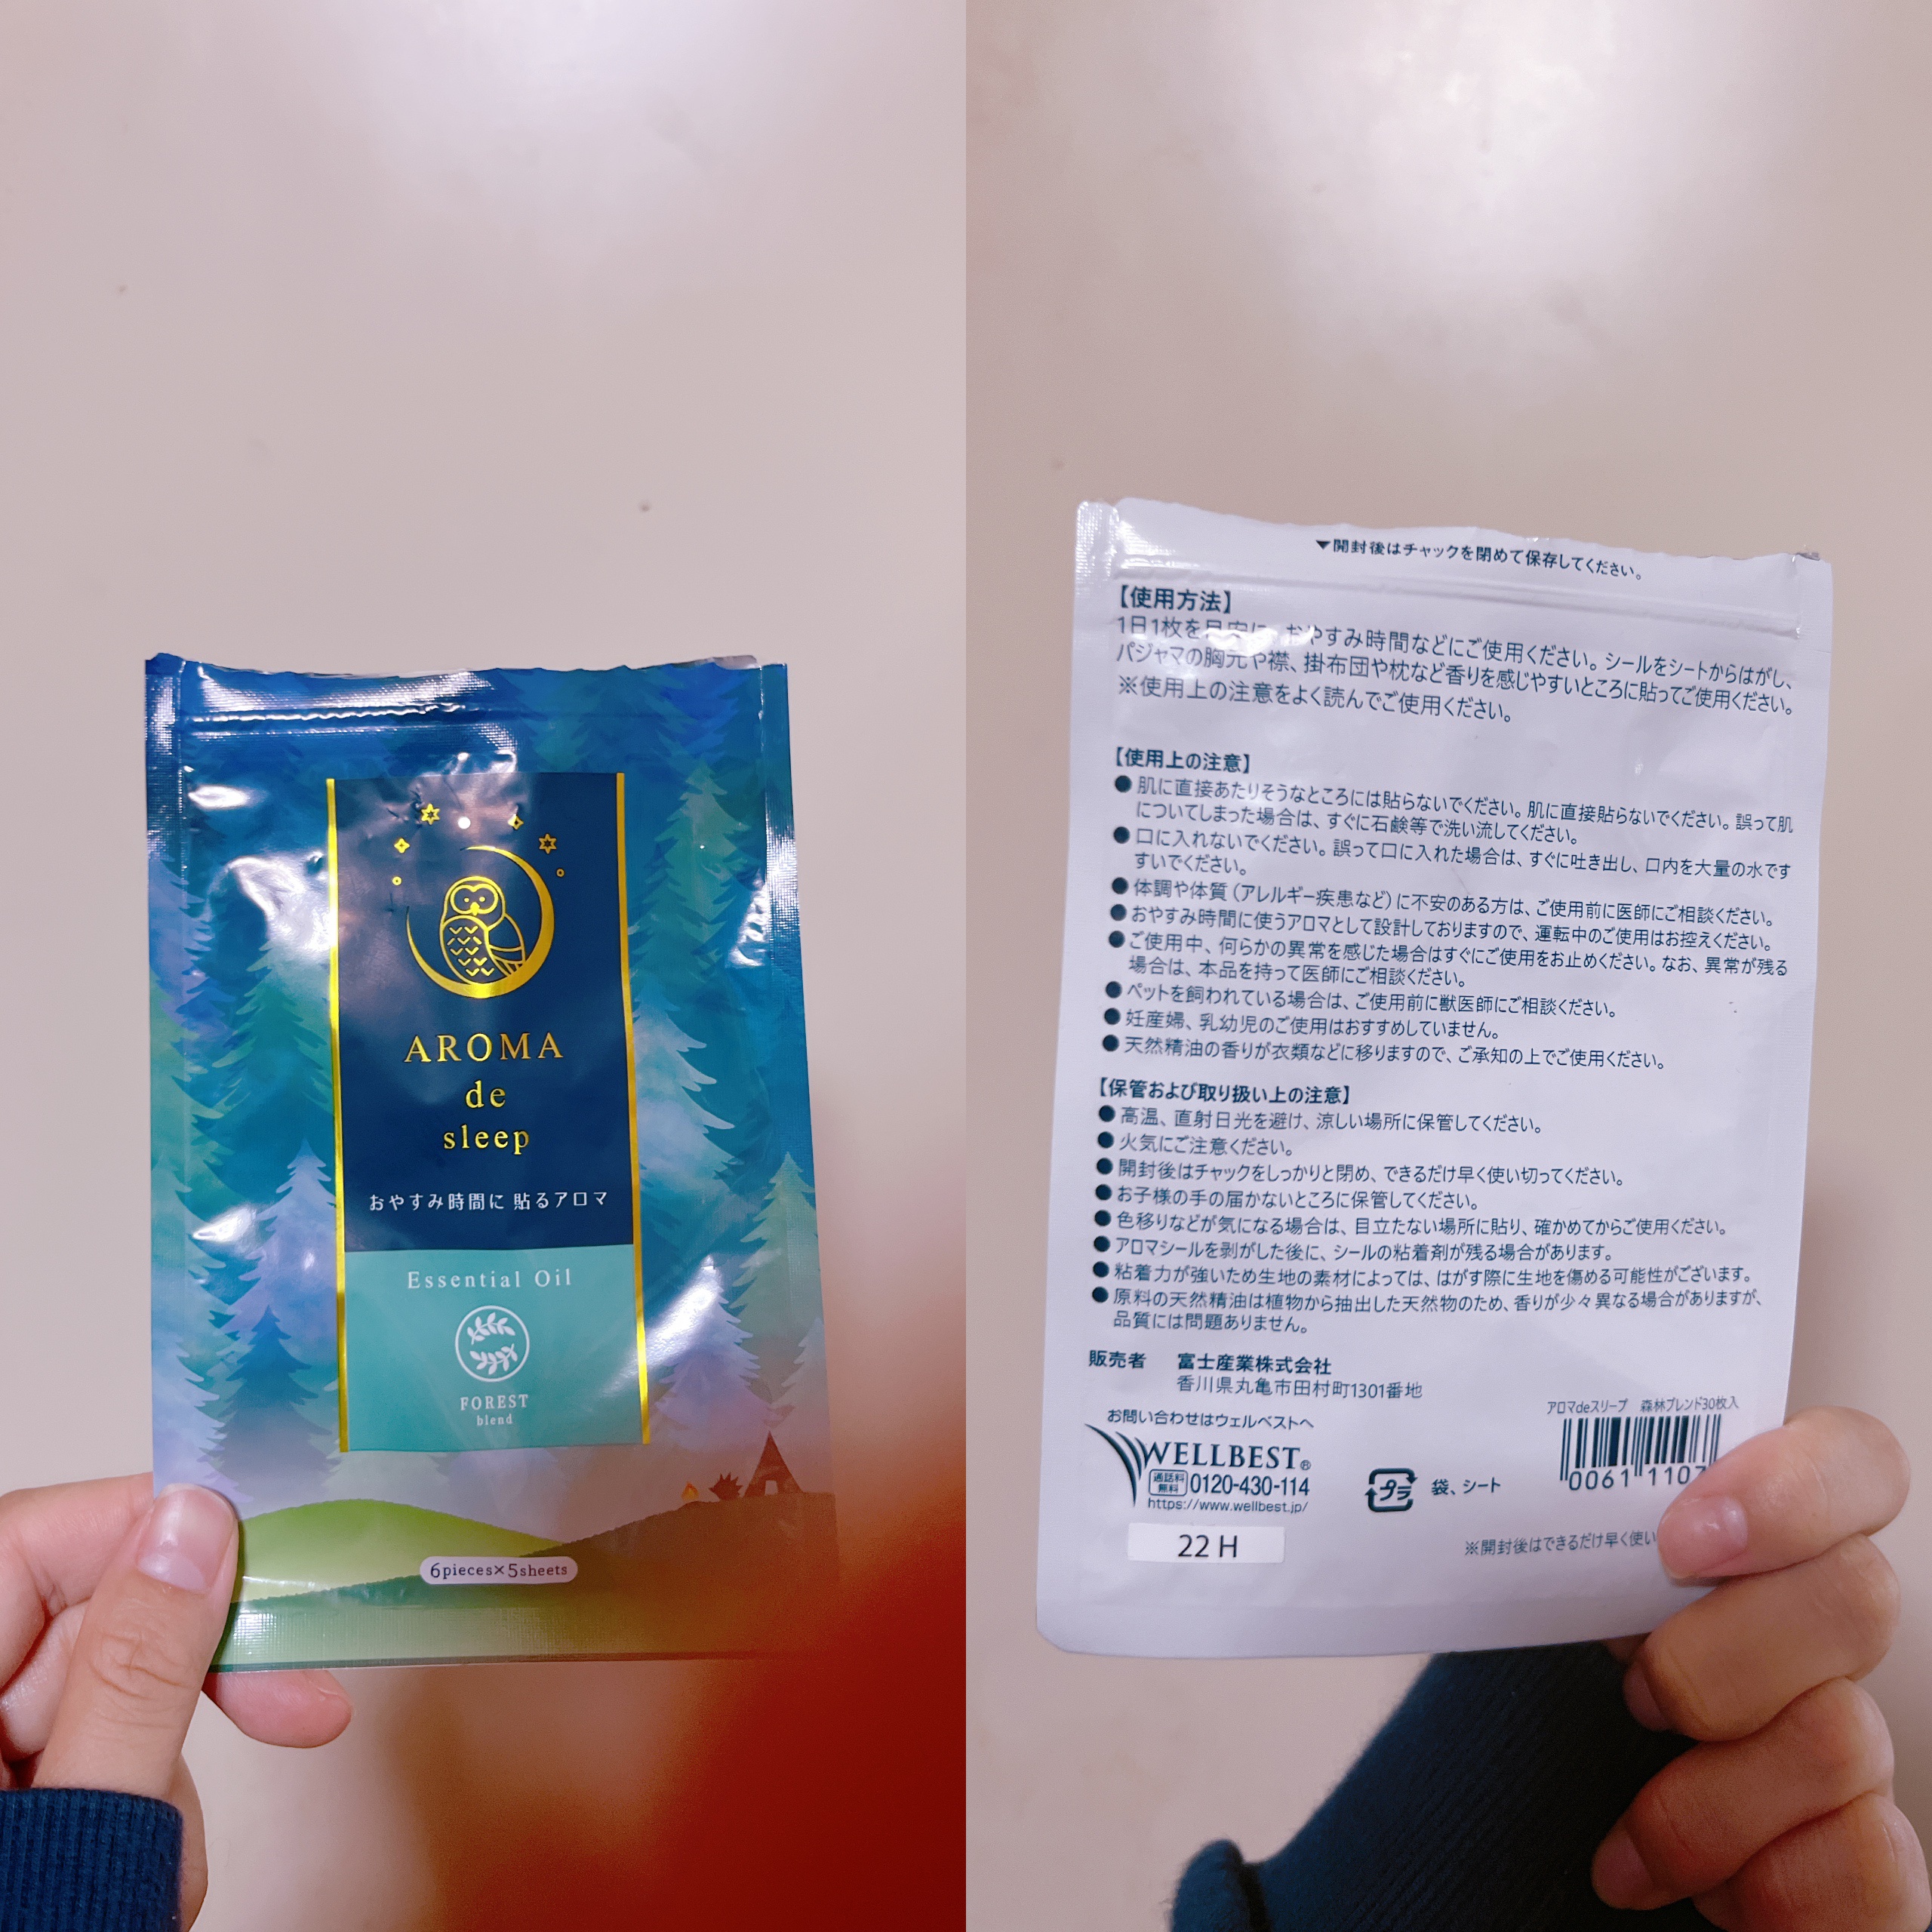 AROMA
de
sleep
おやすみ時間に 貼るアロマ
Essential Oil
FOREST
blend
6pieces×5sheets
▼開封後はチャックを閉めて保存してください。
【使用方法】
1日1枚を目安に、おやすみ時間などにご使用ください。シールをシートからはがし、
パジャマの胸元や襟、掛布団や枕など香りを感じやすいところに貼ってご使用ください。
※使用上の注意をよく読んでご使用ください。
【使用上の注意】
●肌に直接あたりそうなところには貼らないでください。肌に直接貼らないでください。誤って肌
についてしまった場合は、すぐに石鹸等で洗い流してください。
●口に入れないでください。誤って口に入れた場合は、すぐに吐き出し、口内を大量の水です
すいでください。
●体調や体質（アレルギー疾患など）に不安のある方は、ご使用前に医師にご相談ください。
●おやすみ時間に使うアロマとして設計しておりますので、運転中のご使用はお控えください。
●ご使用中、何らかの異常を感じた場合はすぐにご使用をお止めください。なお、異常が残る
場合は、本品を持って医師にご相談ください。
●ペットを飼われている場合は、ご使用前に獣医師にご相談ください。
●妊産婦、乳幼児のご使用はおすすめしていません。
●天然精油の香りが衣類などに移りますので、ご承知の上でご使用ください。
【保管および取り扱い上の注意】
●高温、直射日光を避け、涼しい場所に保管してください。
●火気にご注意ください。
●開封後はチャックをしっかりと閉め、できるだけ早く使い切ってください。
●お子様の手の届かないところに保管してください。
●色移りなどが気になる場合は、目立たない場所に貼り、確かめてからご使用ください。
●アロマシールを剥がした後に、シールの粘着剤が残る場合があります。
●粘着力が強いため生地の素材によっては、はがす際に生地を傷める可能性がございます。
●原料の天然精油は植物から抽出した天然物のため、香りが少々異なる場合がありますが、
品質には問題ありません。
販売者 富士産業株式会社
香川県丸亀市田村町1301番地
お問い合わせはウェルベストへ
WELLBEST®
通話料無料 0120-430-114
https://www.wellbest.jp/
プラ 袋、シート
アロマdeスリープ 森林ブレンド30枚入
0061 1107
22 H
※開封後はできるだけ早く使い